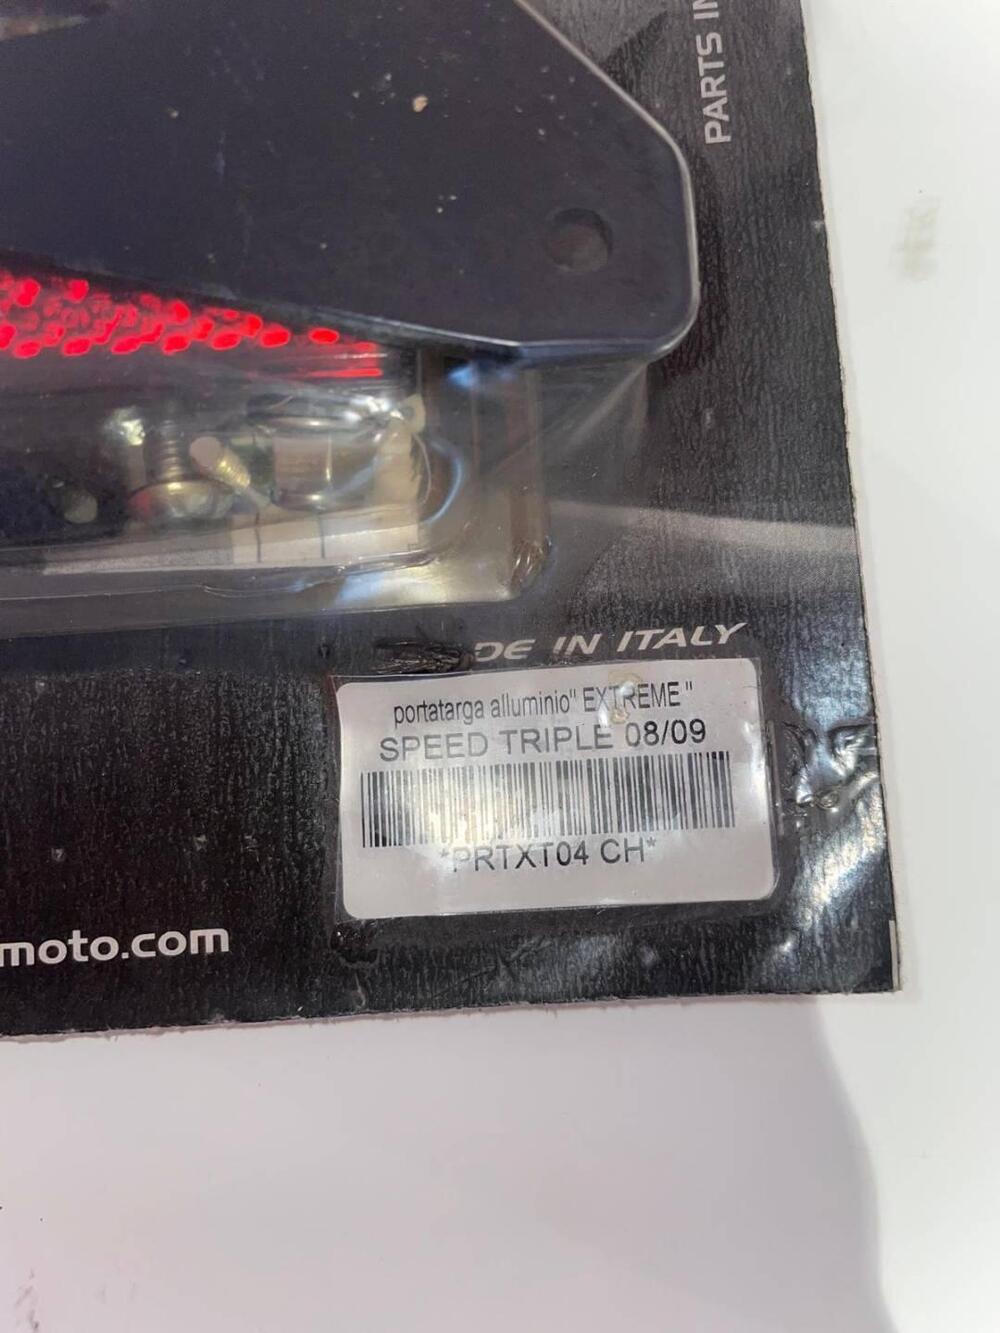 PARTS IN
DE IN ITALY
portatarga alluminio" EXTREME "
SPEED TRIPLE 08/09
*PRTXT04 CH*
moto.com